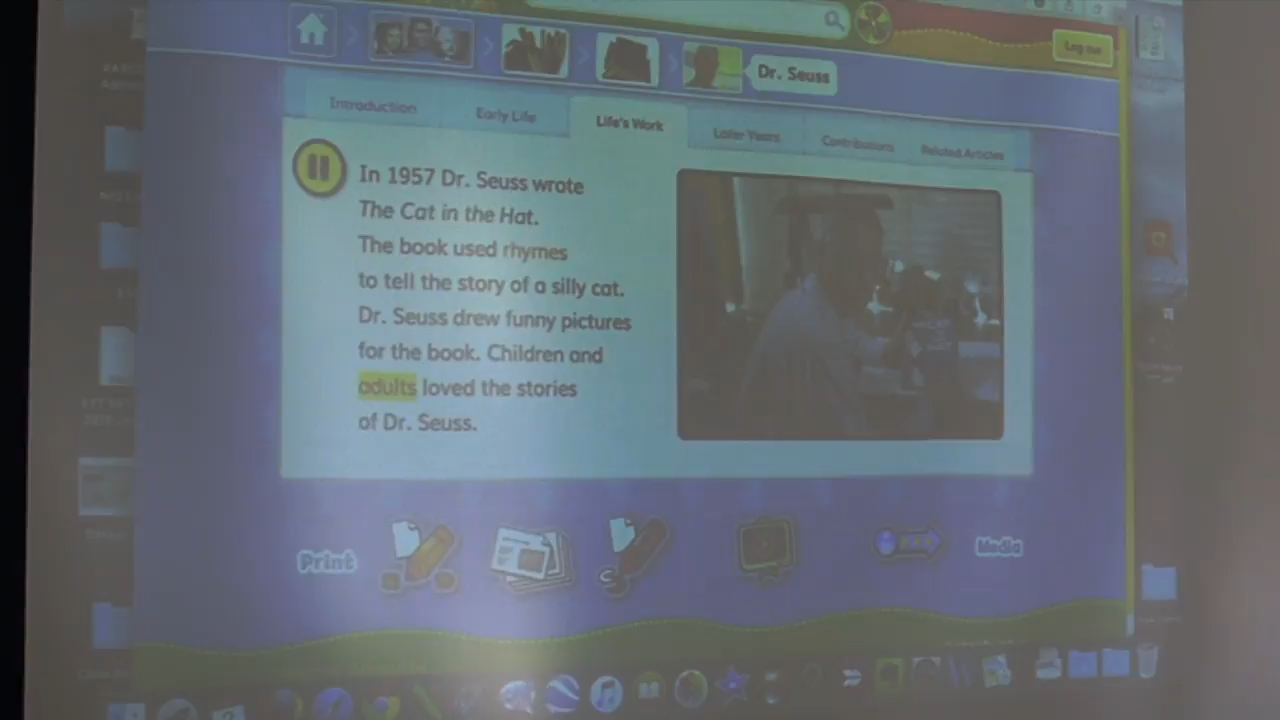 Log out
Dr. Seuss
Introduction
Early Life
Life's Work
Later Years
Contributions
Related Articles
In 1957 Dr. Seuss wrote
The Cat in the Hat.
The book used rhymes
to tell the story of a silly cat.
Dr. Seuss drew funny pictures
for the book. Children and
adults loved the stories
of Dr. Seuss.
Print
Media